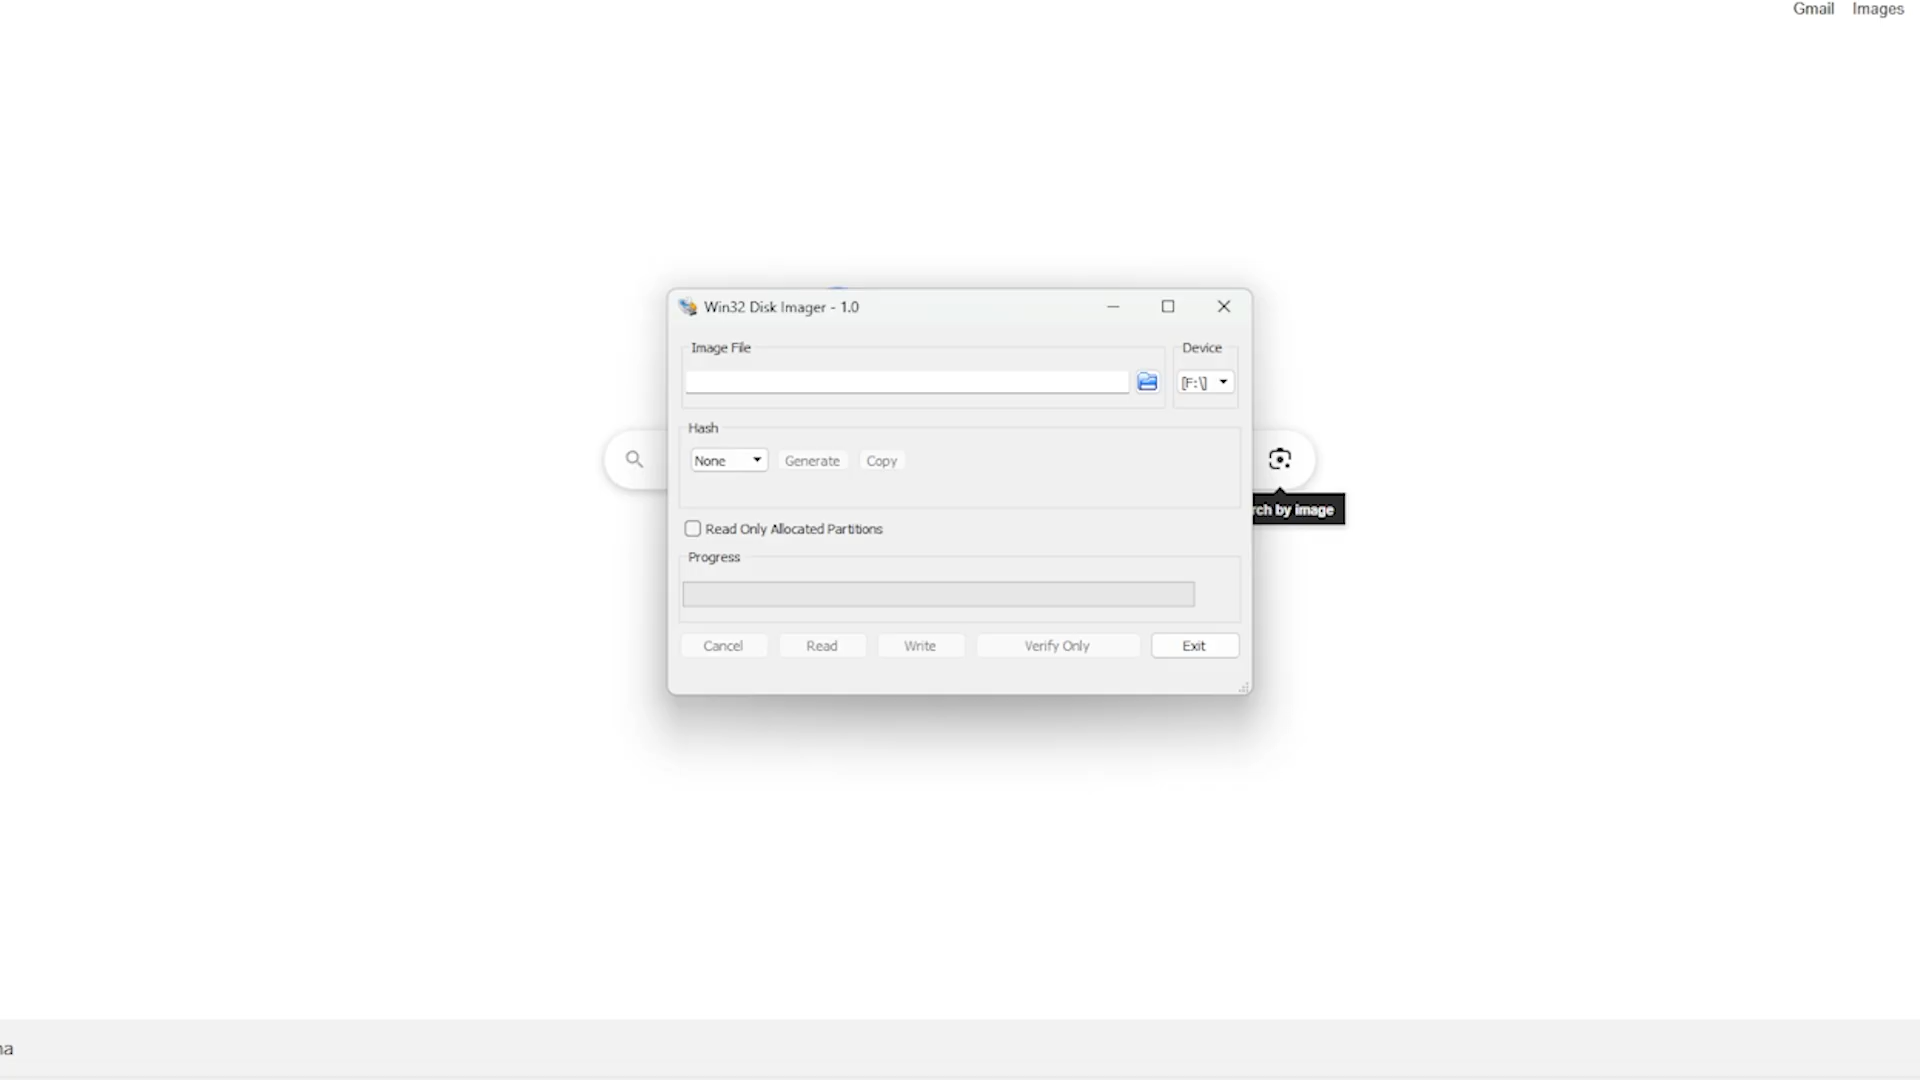 Gmail Images
Win32 Disk Imager - 1.0
Image File
Device
[F:\]
Hash
None
Generate
Copy
rch by image
Read Only Allocated Partitions
Progress
Cancel
Read
Write
Verify Only
Exit
na